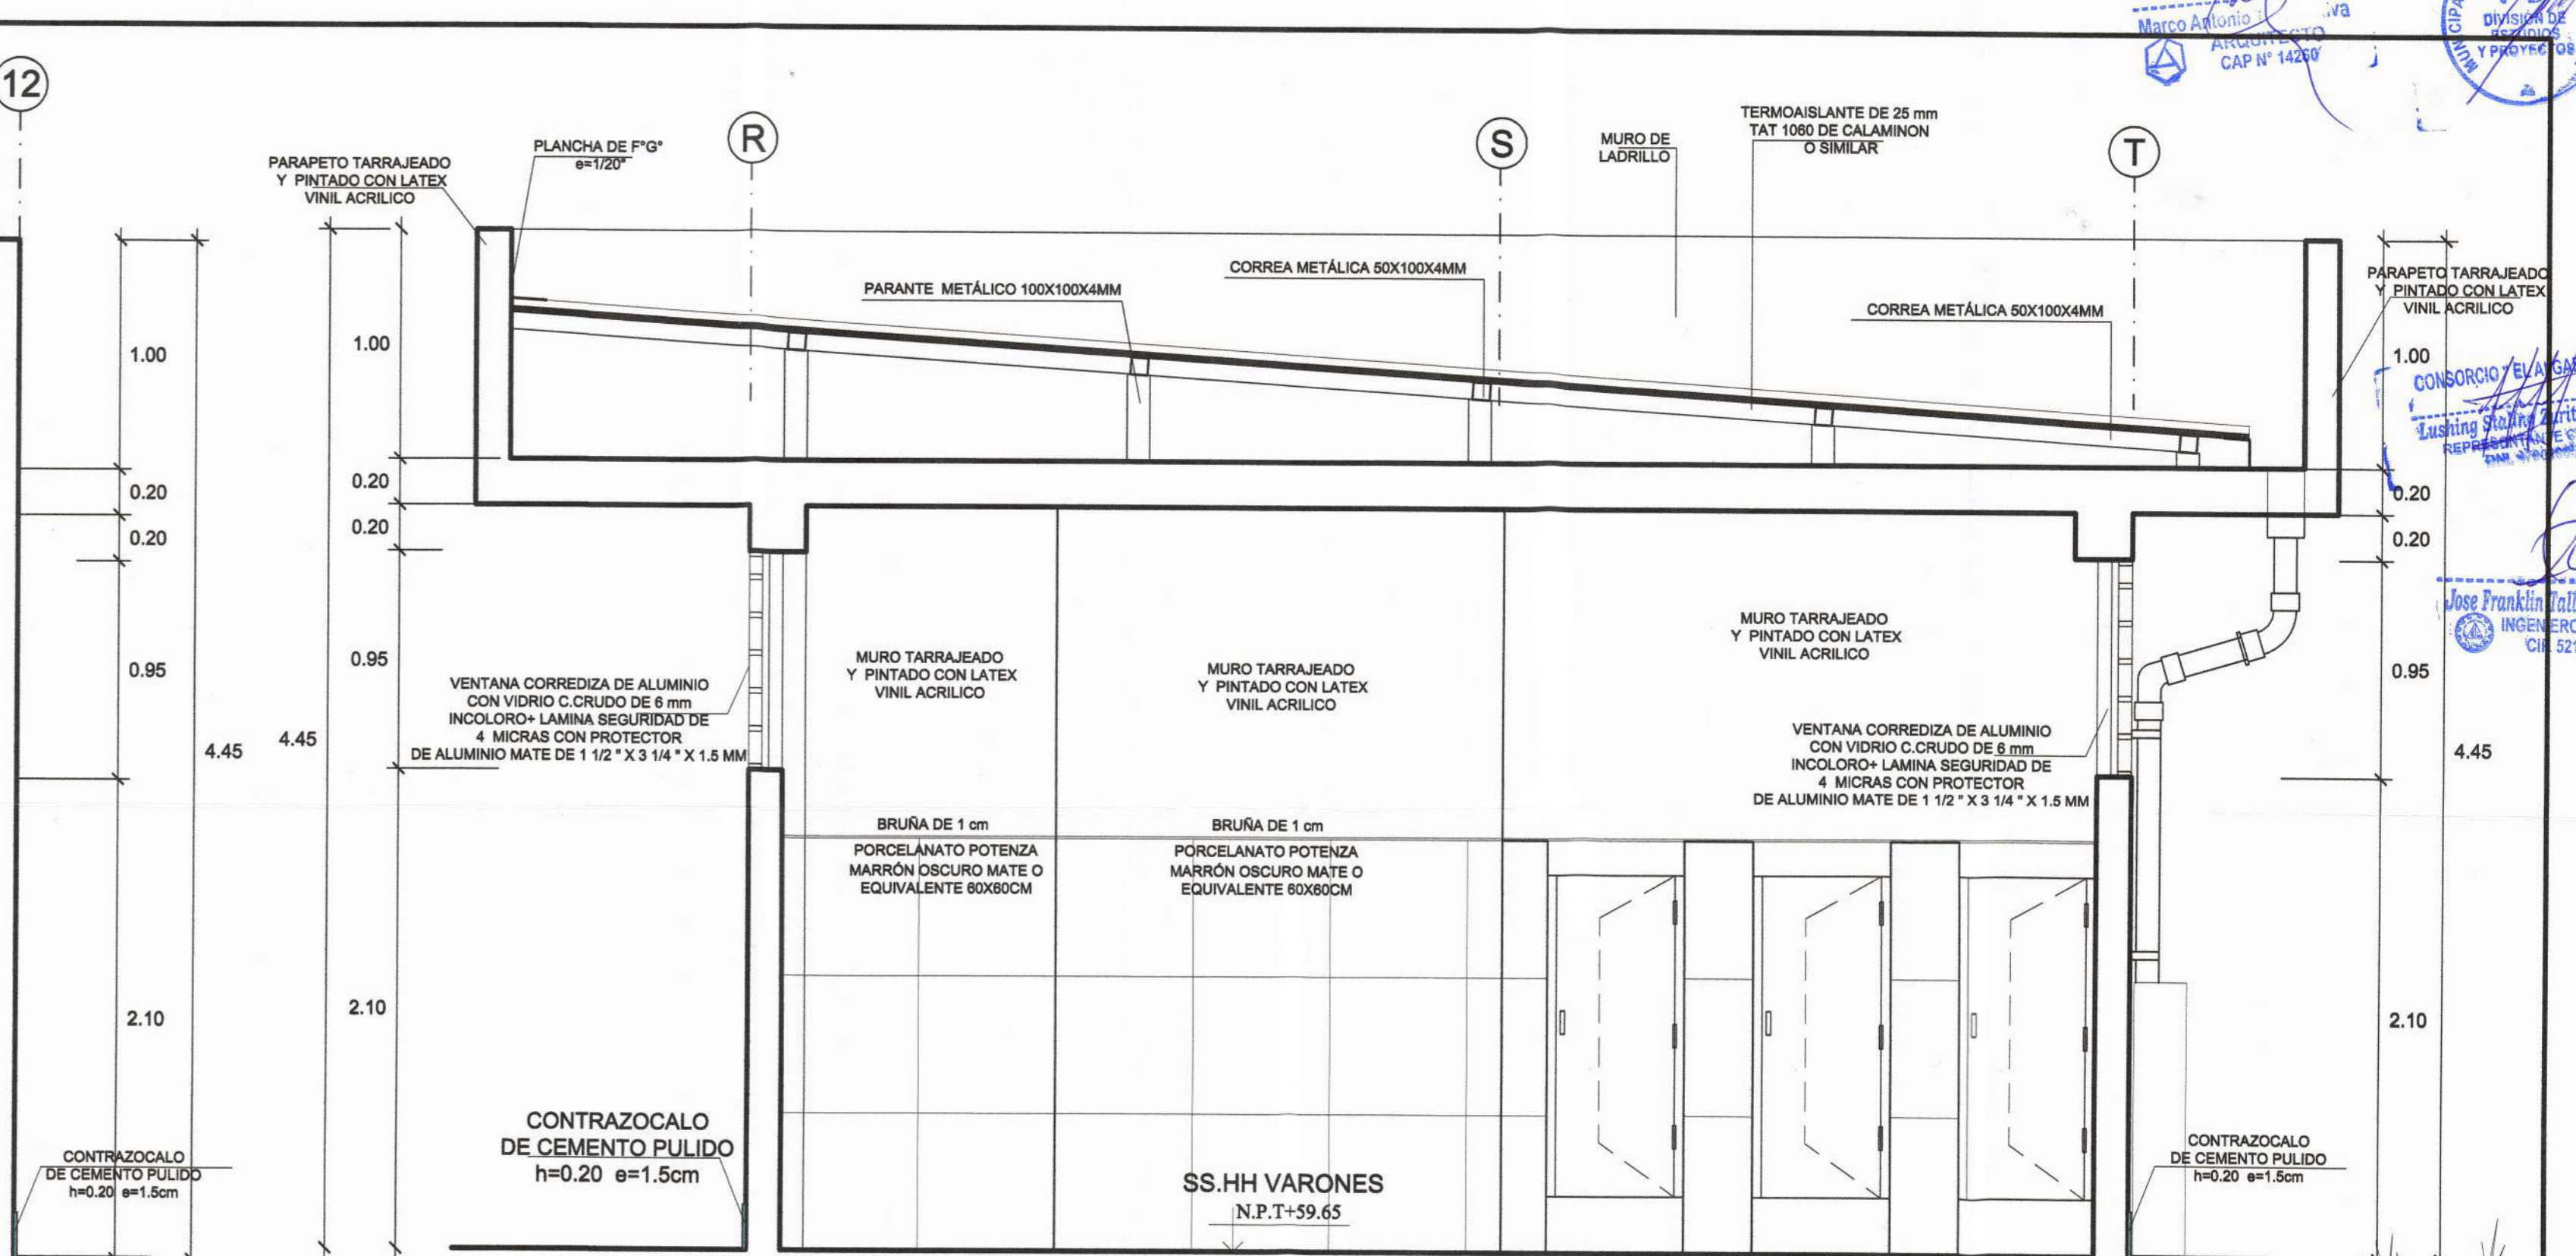 Marco Antonio
ARQUITECTO
CAP N° 14260
DIVISIÓN DE
ESTUDIOS
Y PROYECTOS
12
R
S
T
PARAPETO TARRAJEADO
Y PINTADO CON LATEX
VINIL ACRILICO
PLANCHA DE F°G°
e=1/20"
MURO DE
LADRILLO
TERMOAISLANTE DE 25 mm
TAT 1060 DE CALAMINON
O SIMILAR
PARANTE METÁLICO 100X100X4MM
CORREA METÁLICA 50X100X4MM
CORREA METÁLICA 50X100X4MM
PARAPETO TARRAJEADO
Y PINTADO CON LATEX
VINIL ACRILICO
1.00
0.20
0.20
0.95
4.45
2.10
1.00
0.20
0.20
0.95
4.45
2.10
1.00
0.20
0.20
0.95
4.45
2.10
CONSORCIO
Lushing
REPRESENTANTE
Jose Franklin
VENTANA CORREDIZA DE ALUMINIO
CON VIDRIO C.CRUDO DE 6 mm
INCOLORO+ LAMINA SEGURIDAD DE
4 MICRAS CON PROTECTOR
DE ALUMINIO MATE DE 1 1/2 " X 3 1/4 " X 1.5 MM
MURO TARRAJEADO
Y PINTADO CON LATEX
VINIL ACRILICO
MURO TARRAJEADO
Y PINTADO CON LATEX
VINIL ACRILICO
MURO TARRAJEADO
Y PINTADO CON LATEX
VINIL ACRILICO
VENTANA CORREDIZA DE ALUMINIO
CON VIDRIO C.CRUDO DE 6 mm
INCOLORO+ LAMINA SEGURIDAD DE
4 MICRAS CON PROTECTOR
DE ALUMINIO MATE DE 1 1/2 " X 3 1/4 " X 1.5 MM
BRUÑA DE 1 cm
PORCELANATO POTENZA
MARRÓN OSCURO MATE O
EQUIVALENTE 60X60CM
BRUÑA DE 1 cm
PORCELANATO POTENZA
MARRÓN OSCURO MATE O
EQUIVALENTE 60X60CM
CONTRAZOCALO
DE CEMENTO PULIDO
h=0.20 e=1.5cm
CONTRAZOCALO
DE CEMENTO PULIDO
h=0.20 e=1.5cm
SS.HH VARONES
N.P.T+59.65
CONTRAZOCALO
DE CEMENTO PULIDO
h=0.20 e=1.5cm